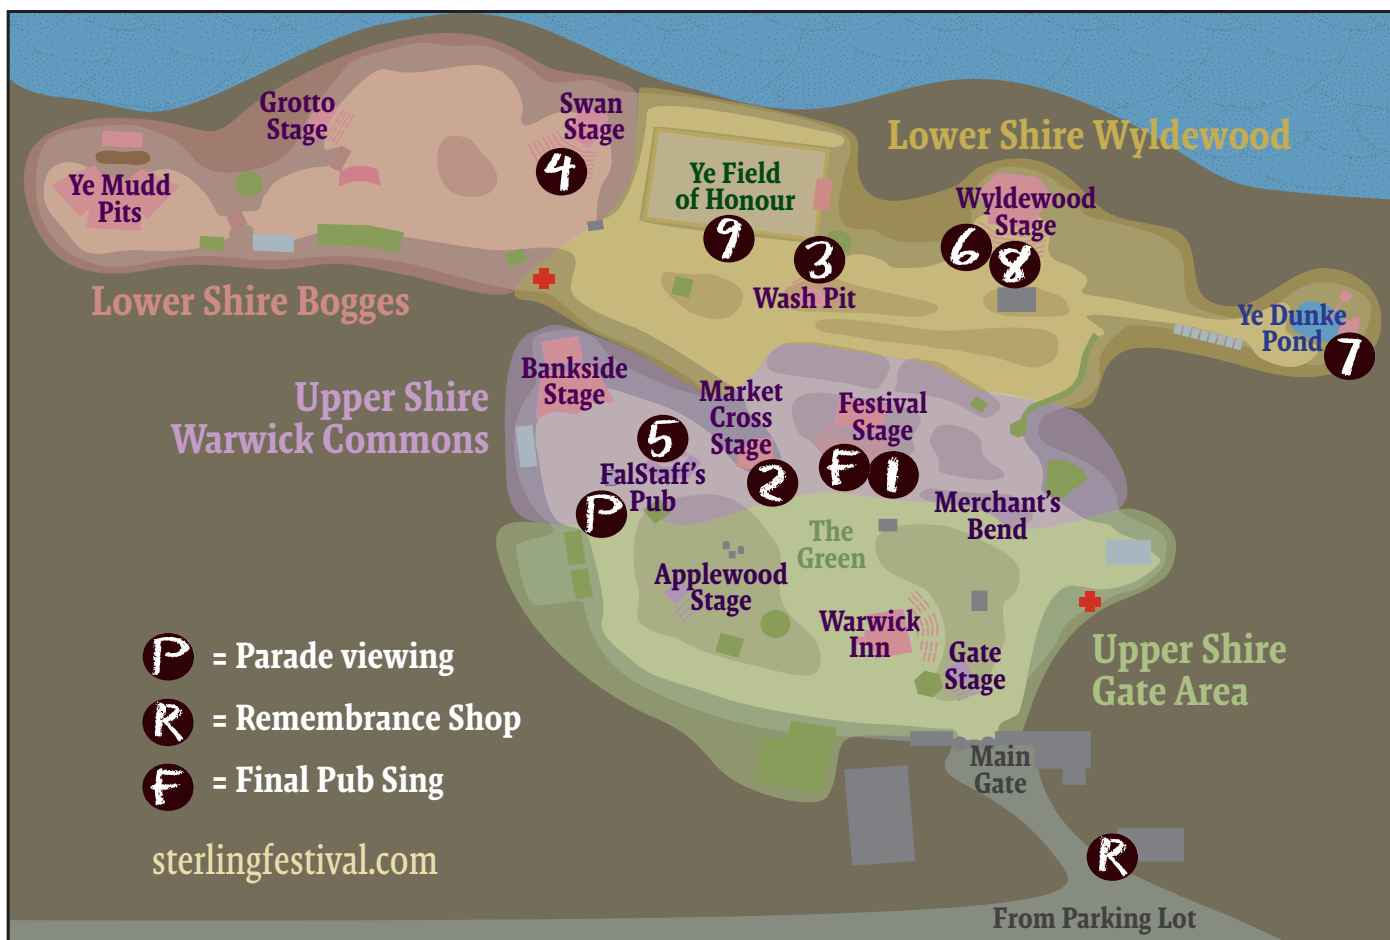 Grotto
Stage
Swan
Stage
4
Ye Mudd
Pits
Lower Shire Bogges
Lower Shire Wyldewood
Ye Field
of Honour
9
3
Wash Pit
Wyldewood
Stage
6
8
Ye Dunke
Pond
7
Upper Shire
Warwick Commons
Bankside
Stage
Market
Cross
Stage
Festival
Stage
5
FalStaff's
Pub
P
2
F
1
Merchant's
Bend
The
Green
Applewood
Stage
Warwick
Inn
Gate
Stage
Upper Shire
Gate Area
P = Parade viewing
R = Remembrance Shop
F = Final Pub Sing
sterlingfestival.com
Main
Gate
R
From Parking Lot